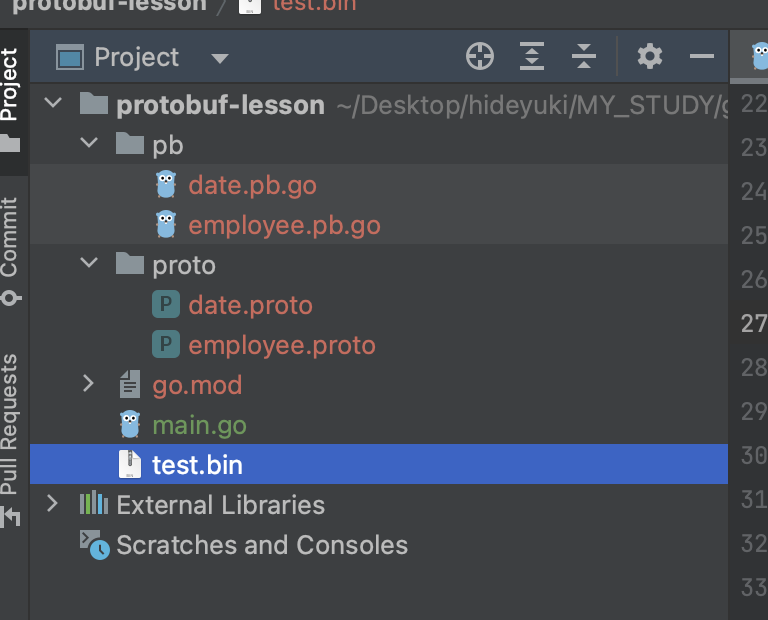 protobuf-lesson / test.bin
Project
Project
Commit
Pull Requests
protobuf-lesson ~/Desktop/hideyuki/MY_STUDY/g
pb
date.pb.go
employee.pb.go
proto
P date.proto
P employee.proto
go.mod
main.go
test.bin
External Libraries
Scratches and Consoles
22
23
24
25
26
27
28
29
30
31
32
33